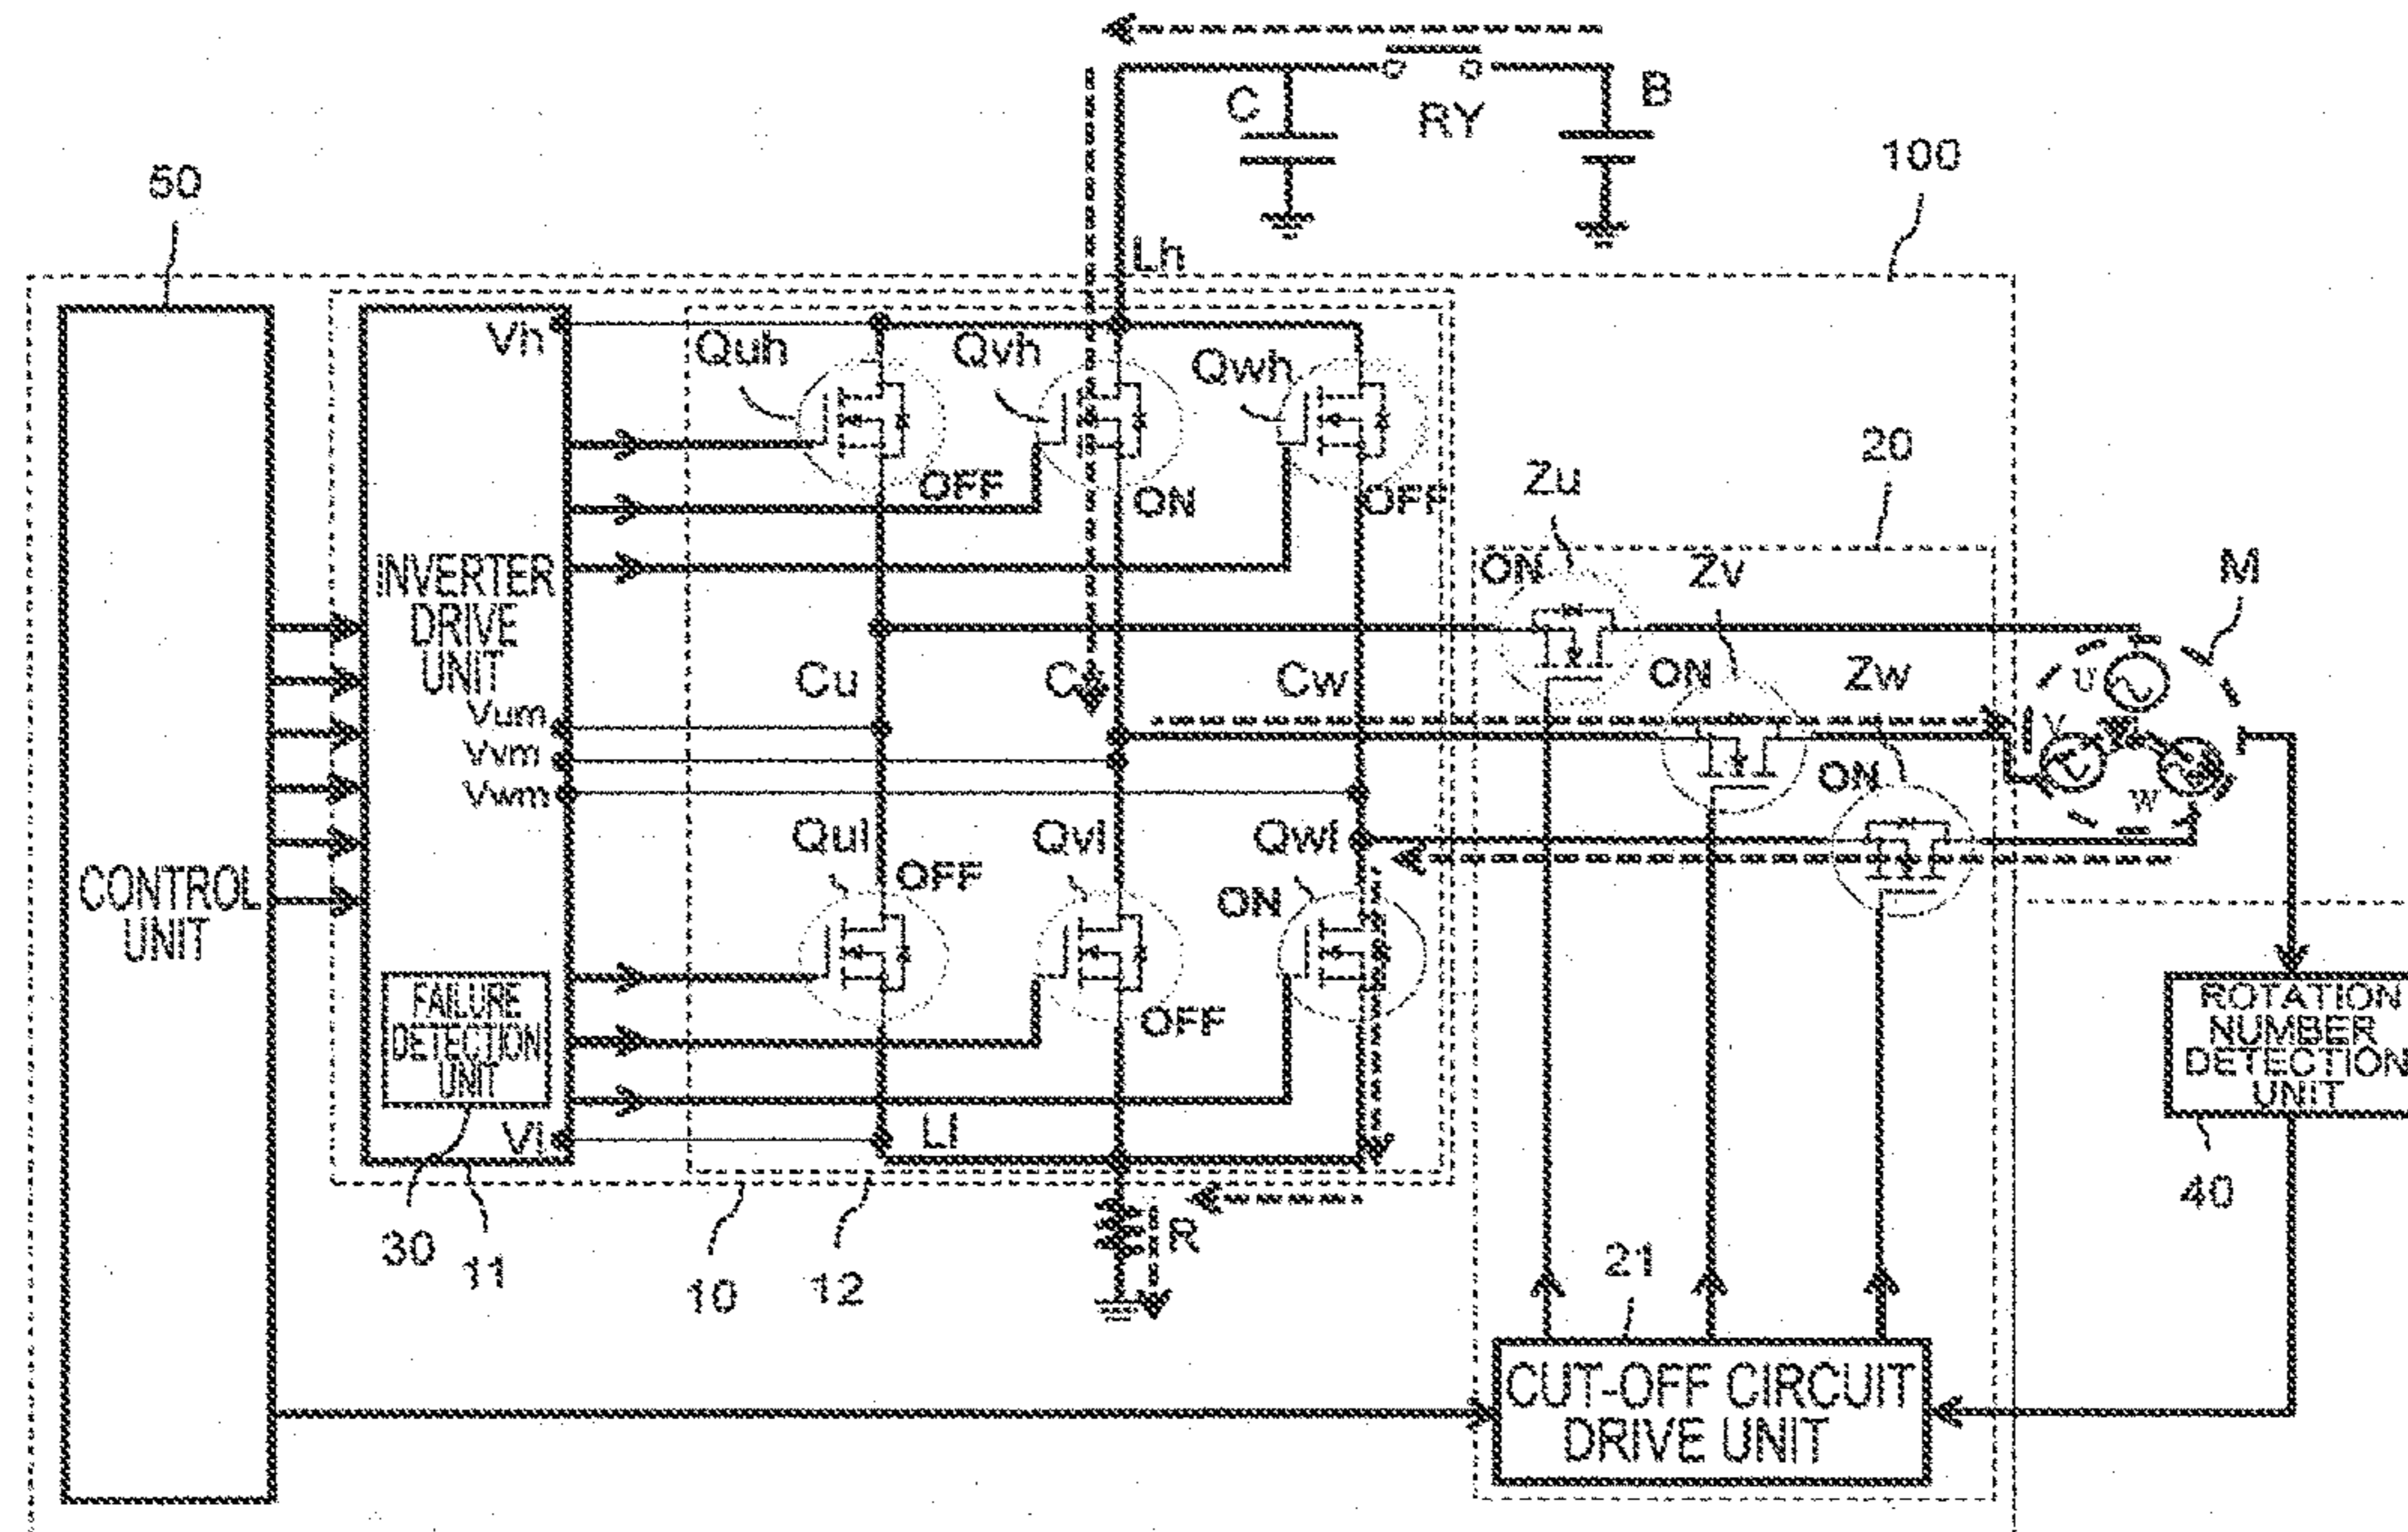 B
C
RY
100
50
Lh
Vh
Quh
Qvh
Qwh
20
OFF
ON
OFF
Zu
ON
Zv
M
INVERTER
DRIVE
UNIT
Cu
Cw
ON
Zw
U
Vum
V
Vvm
ON
Vwm
W
Qul
Qvl
Qwl
OFF
CONTROL
UNIT
ON
FAILURE
DETECTION
UNIT
OFF
ROTATION
NUMBER
DETECTION
UNIT
Vl
Ll
40
R
30
11
10
12
21
CUT-OFF CIRCUIT
DRIVE UNIT